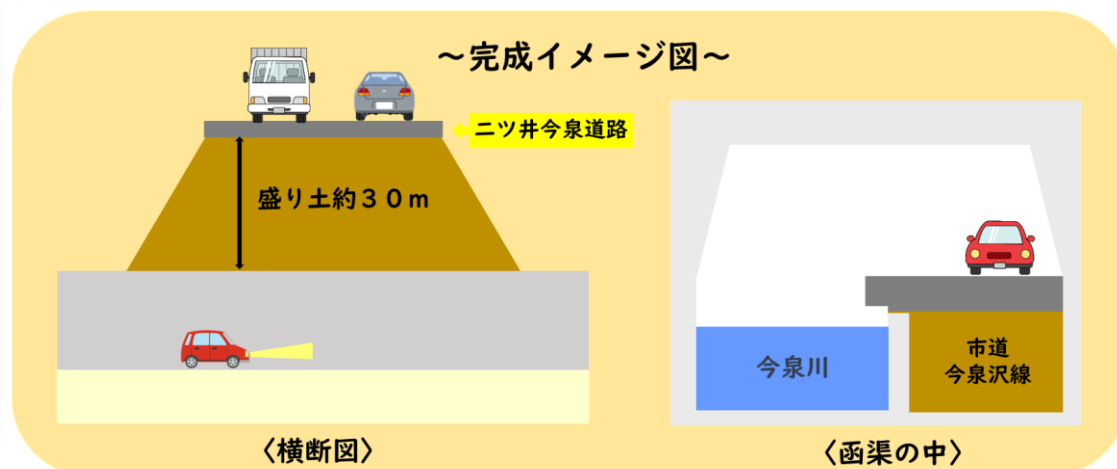 ～完成イメージ図～
二ツ井今泉道路
盛り土約３０ｍ
今泉川
市道
今泉沢線
〈横断図〉
〈函渠の中〉